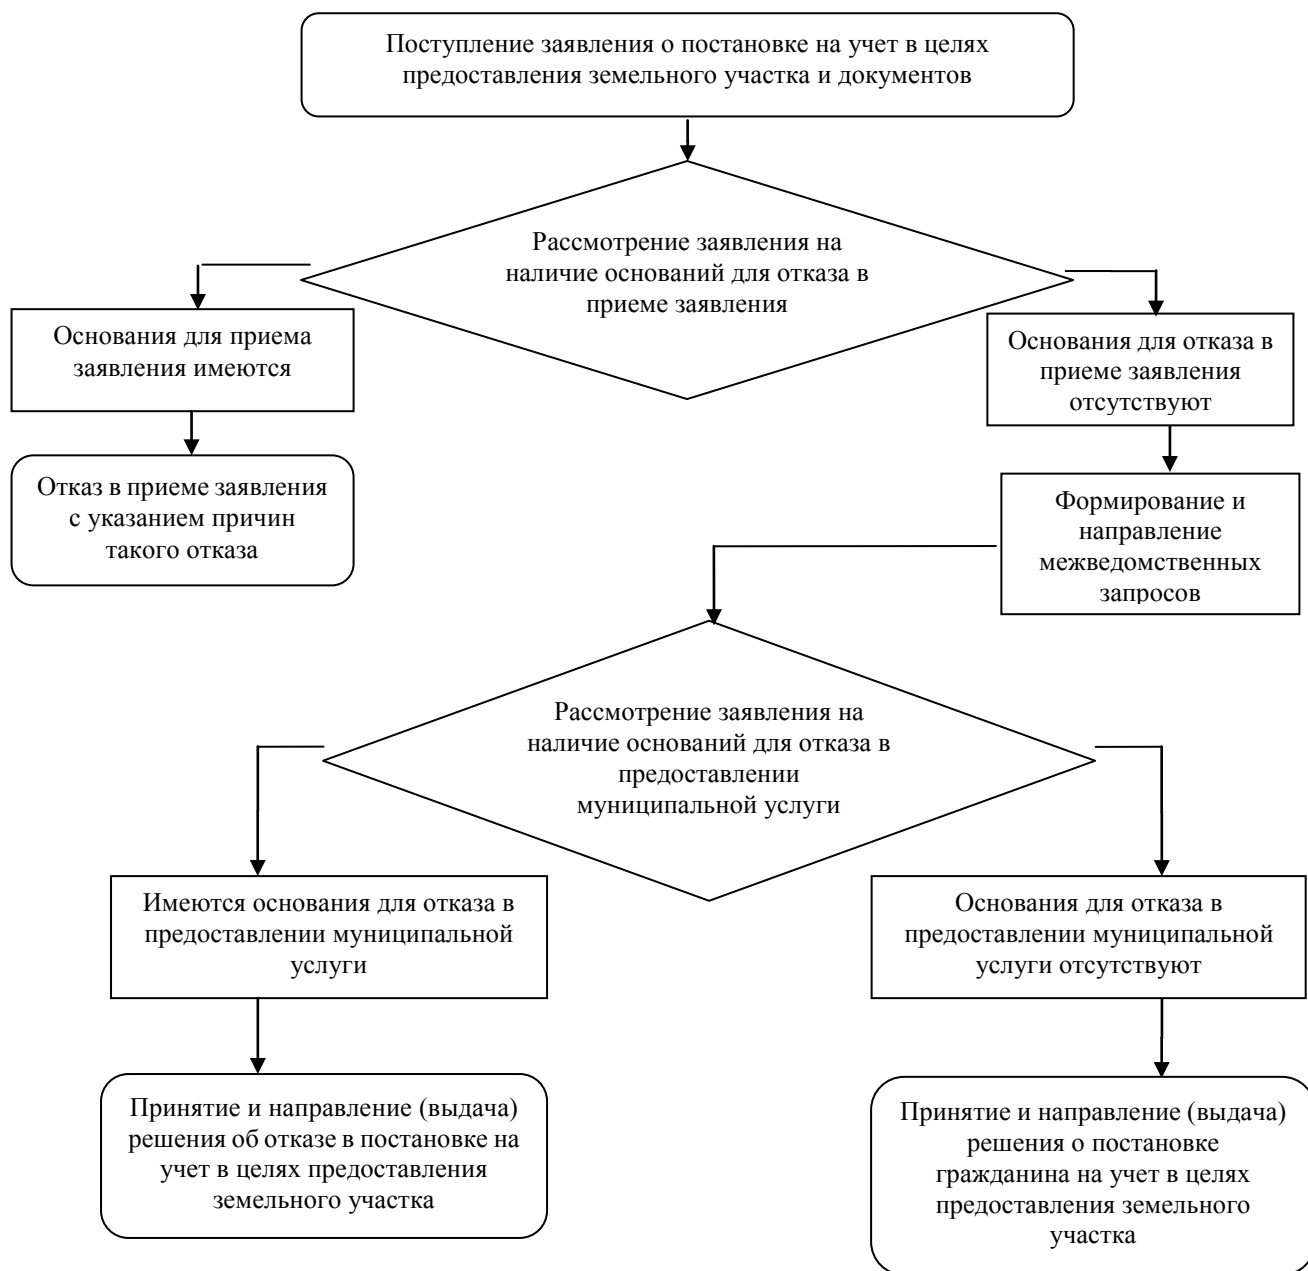 Поступление заявления о постановке на учет в целях
предоставления земельного участка и документов
Рассмотрение заявления на
наличие оснований для отказа в
приеме заявления
Основания для приема
заявления имеются
Основания для отказа в
приеме заявления
отсутствуют
Отказ в приеме заявления
с указанием причин
такого отказа
Формирование и
направление
межведомственных
запросов
Рассмотрение заявления на
наличие оснований для отказа в
предоставлении
муниципальной услуги
Имеются основания для отказа в
предоставлении муниципальной
услуги
Основания для отказа в
предоставлении муниципальной
услуги отсутствуют
Принятие и направление (выдача)
решения об отказе в постановке на
учет в целях предоставления
земельного участка
Принятие и направление (выдача)
решения о постановке
гражданина на учет в целях
предоставления земельного
участка